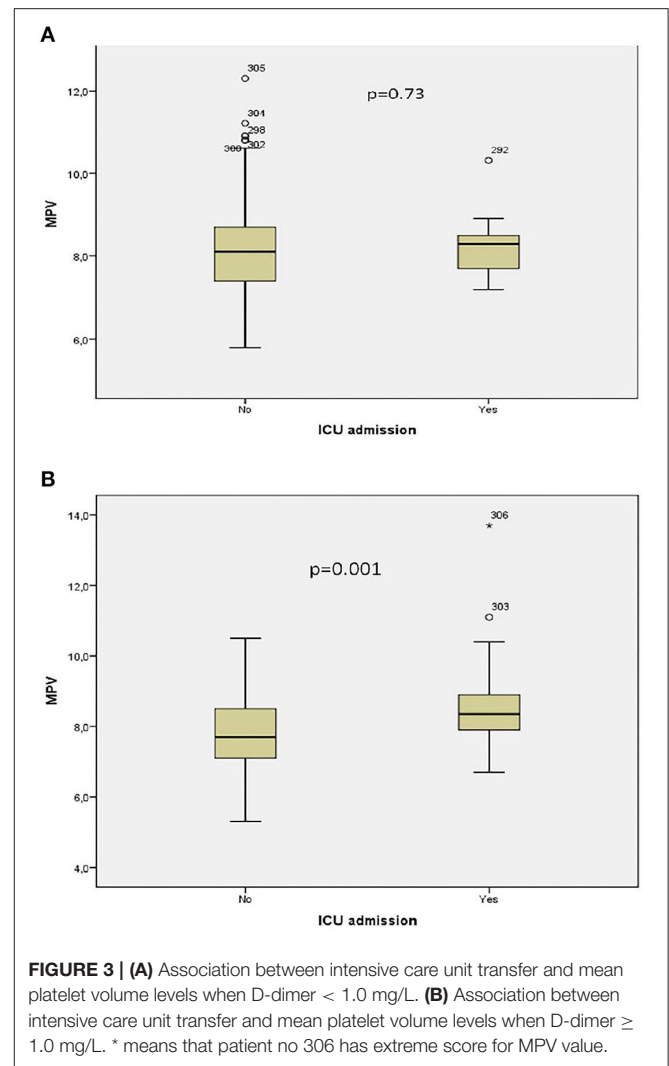 A
305
12,0
p=0.73
304
298
300 302
292
10,0
MPV
8,0
6,0
No
Yes
ICU admission
B
14,0
306
*
p=0.001
12,0
303
10,0
MPV
8,0
6,0
4,0
No
Yes
ICU admission
FIGURE 3 | (A) Association between intensive care unit transfer and mean
platelet volume levels when D-dimer < 1.0 mg/L. (B) Association between
intensive care unit transfer and mean platelet volume levels when D-dimer ≥
1.0 mg/L. * means that patient no 306 has extreme score for MPV value.